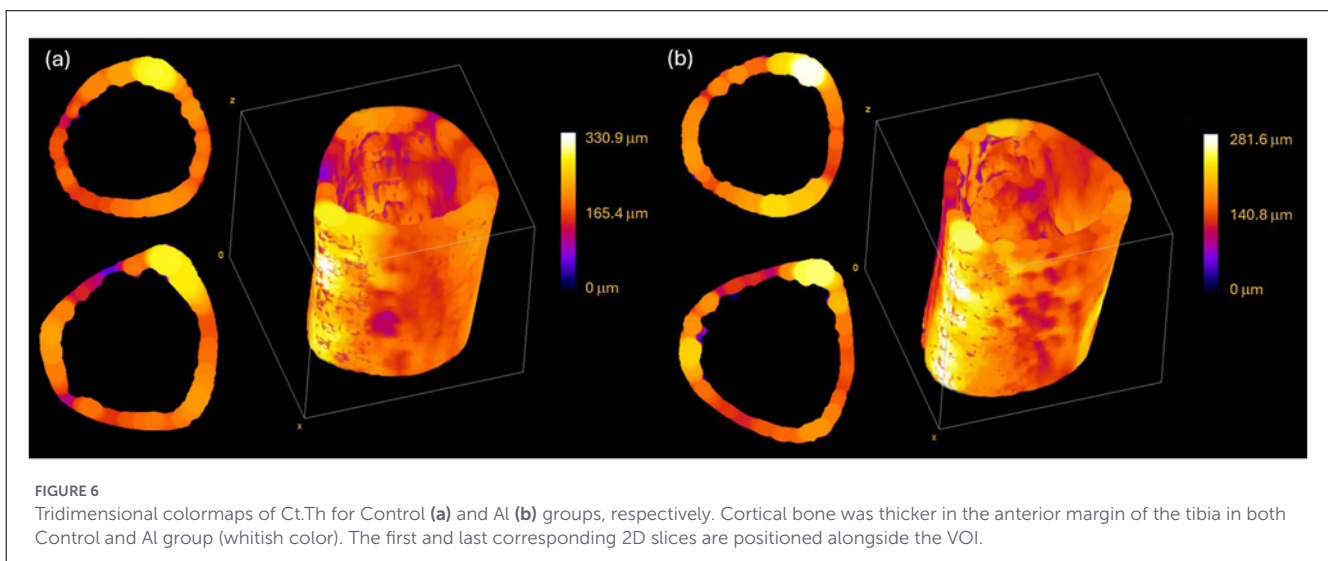 (a)
z
0
x
330.9 μm
165.4 μm
0 μm
(b)
z
0
x
281.6 μm
140.8 μm
0 μm
FIGURE 6
Tridimensional colormaps of Ct.Th for Control (a) and Al (b) groups, respectively. Cortical bone was thicker in the anterior margin of the tibia in both
Control and Al group (whitish color). The first and last corresponding 2D slices are positioned alongside the VOI.